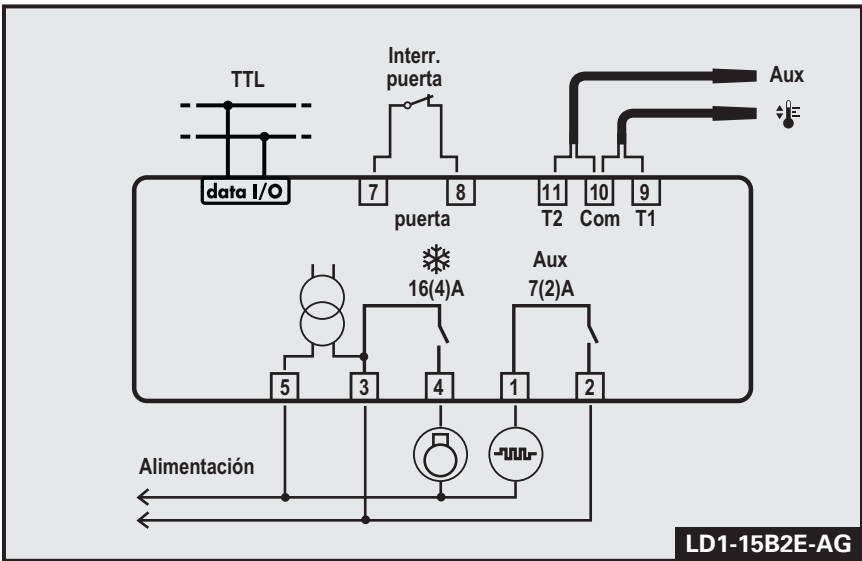 TTL
Interr.
puerta
Aux
data I/O
7
8
11
10
9
puerta
T2
Com
T1
16(4)A
Aux
7(2)A
5
3
4
1
2
Alimentación
LD1-15B2E-AG